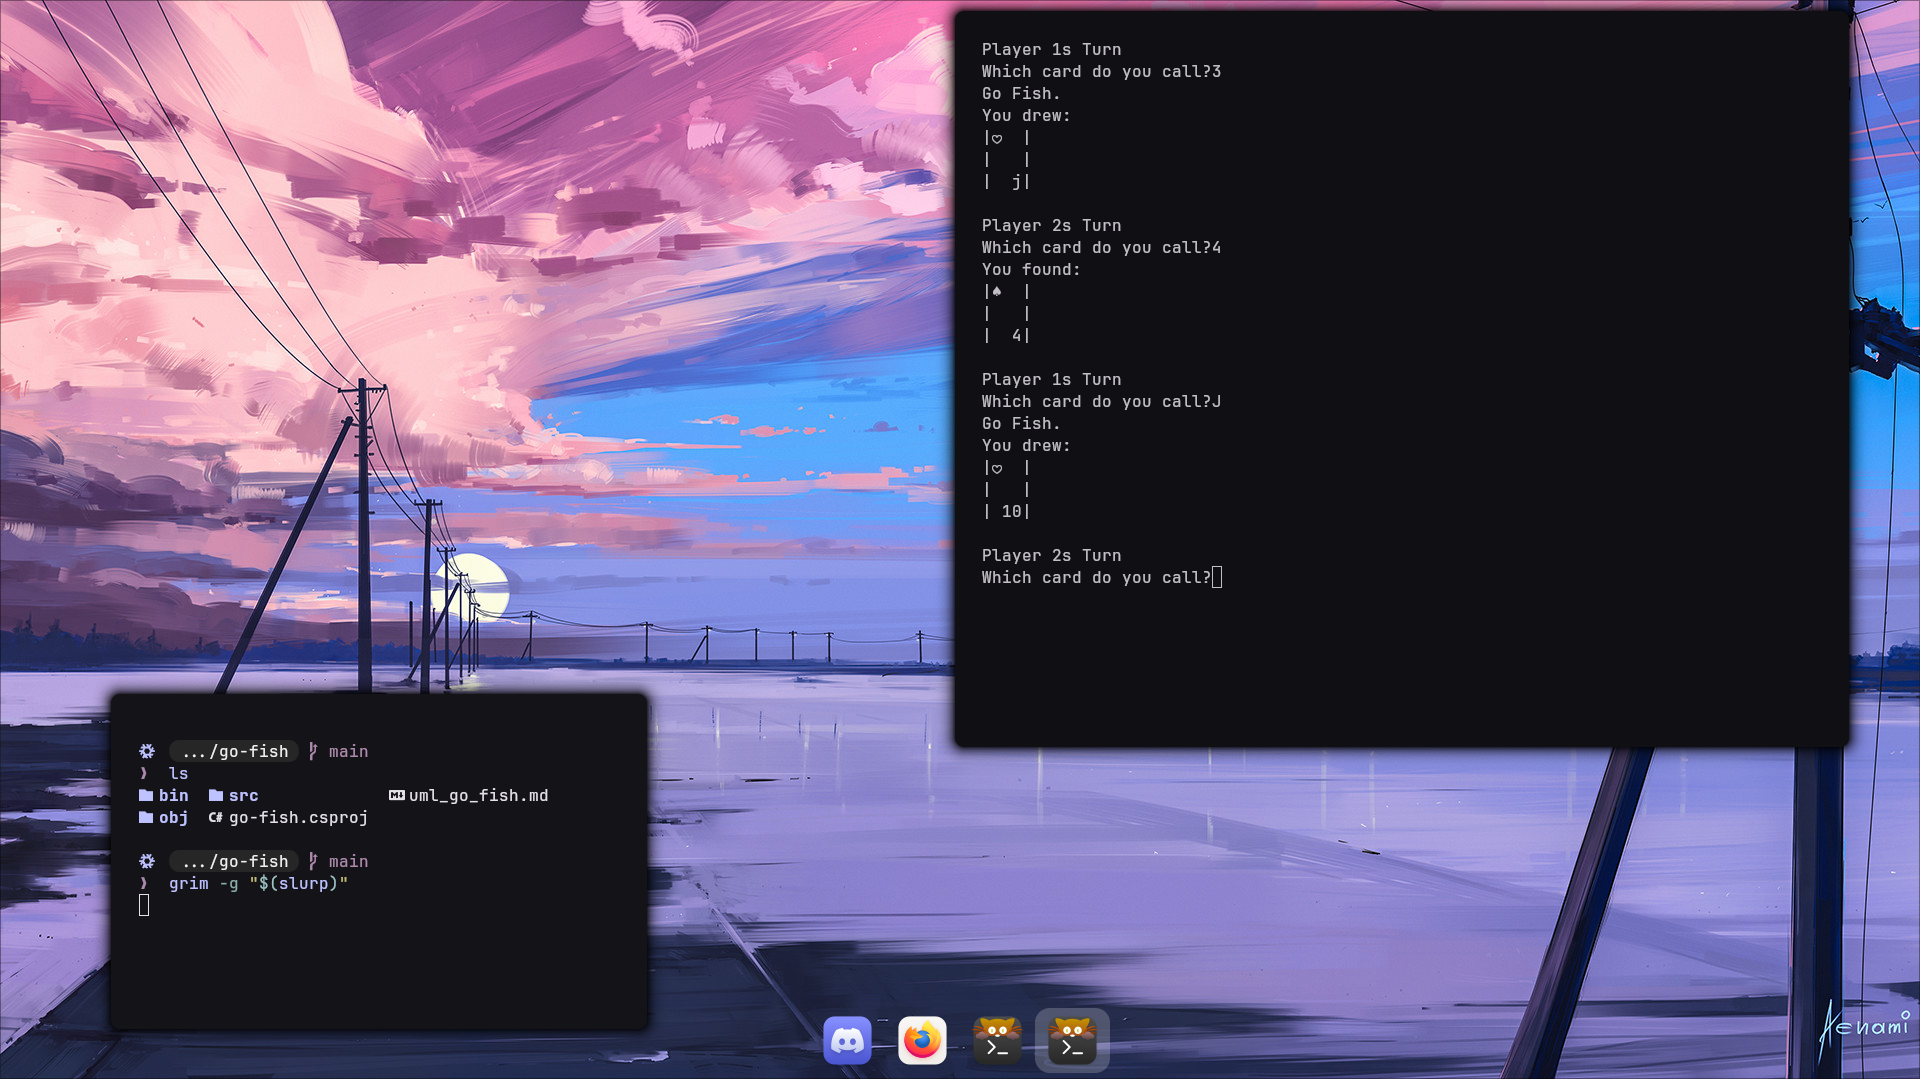 Player 1s Turn
Which card do you call?3
Go Fish.
You drew:
|♡  |
|   |
|  j|
Player 2s Turn
Which card do you call?4
You found:
|♠  |
|   |
|  4|
Player 1s Turn
Which card do you call?J
Go Fish.
You drew:
|♡  |
|   |
| 10|
Player 2s Turn
Which card do you call?
.../go-fish main
❱ ls
bin src uml_go_fish.md
obj C# go-fish.csproj
.../go-fish main
❱ grim -g "$(slurp)"
Aenami